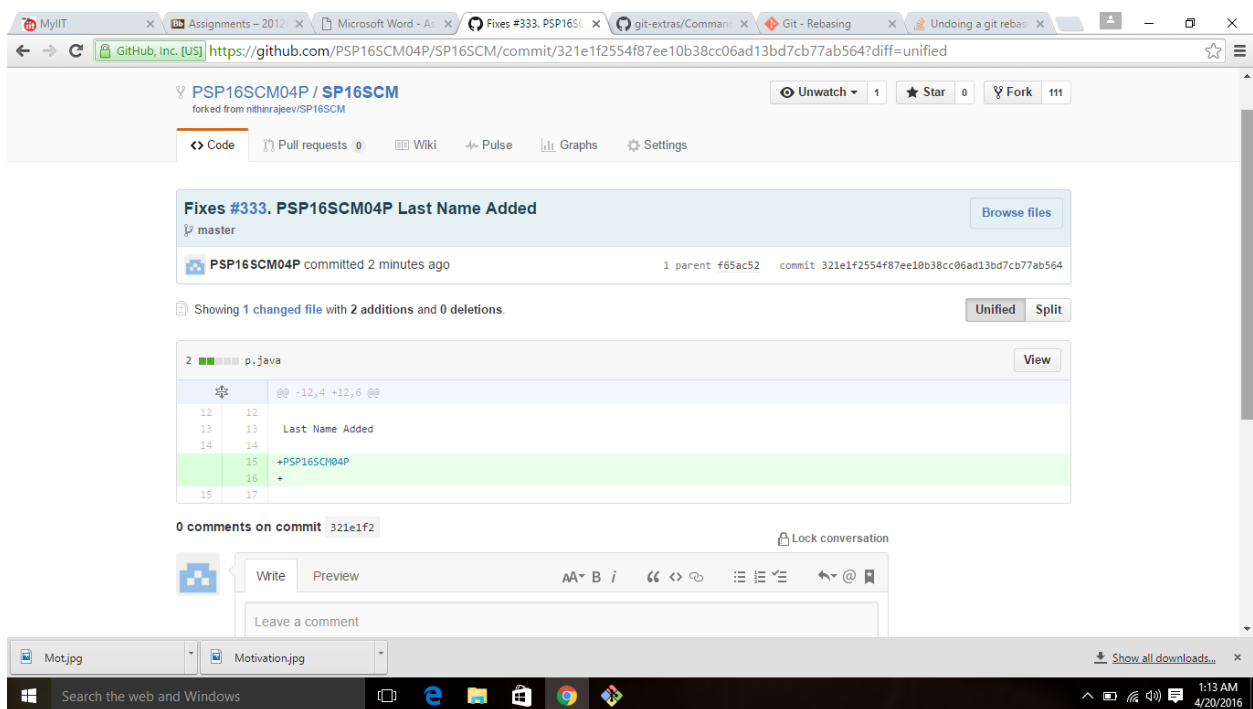 MyIIT
Assignments – 2012
Microsoft Word - As
Fixes #333. PSP16SC
git-extras/Comman
Git - Rebasing
Undoing a git rebas
GitHub, Inc. [US] https://github.com/PSP16SCM04P/SP16SCM/commit/321e1f2554f87ee10b38cc06ad13bd7cb77ab564?diff=unified
PSP16SCM04P / SP16SCM
forked from nithinrajeev/SP16SCM
Unwatch 1 Star 0 Fork 111
Code Pull requests 0 Wiki Pulse Graphs Settings
Fixes #333. PSP16SCM04P Last Name Added
Browse files
master
PSP16SCM04P committed 2 minutes ago
1 parent f65ac52 commit 321e1f2554f87ee10b38cc06ad13bd7cb77ab564
Showing 1 changed file with 2 additions and 0 deletions.
Unified Split
2 p.java
View
@@ -12,4 +12,6 @@
12 12
13 13 Last Name Added
14 14
15 +PSP16SCM04P
16 +
15 17
0 comments on commit 321e1f2
Lock conversation
Write Preview
AA B i “ <> @
Leave a comment
Mot.jpg
Motivation.jpg
Show all downloads...
Search the web and Windows
1:13 AM
4/20/2016